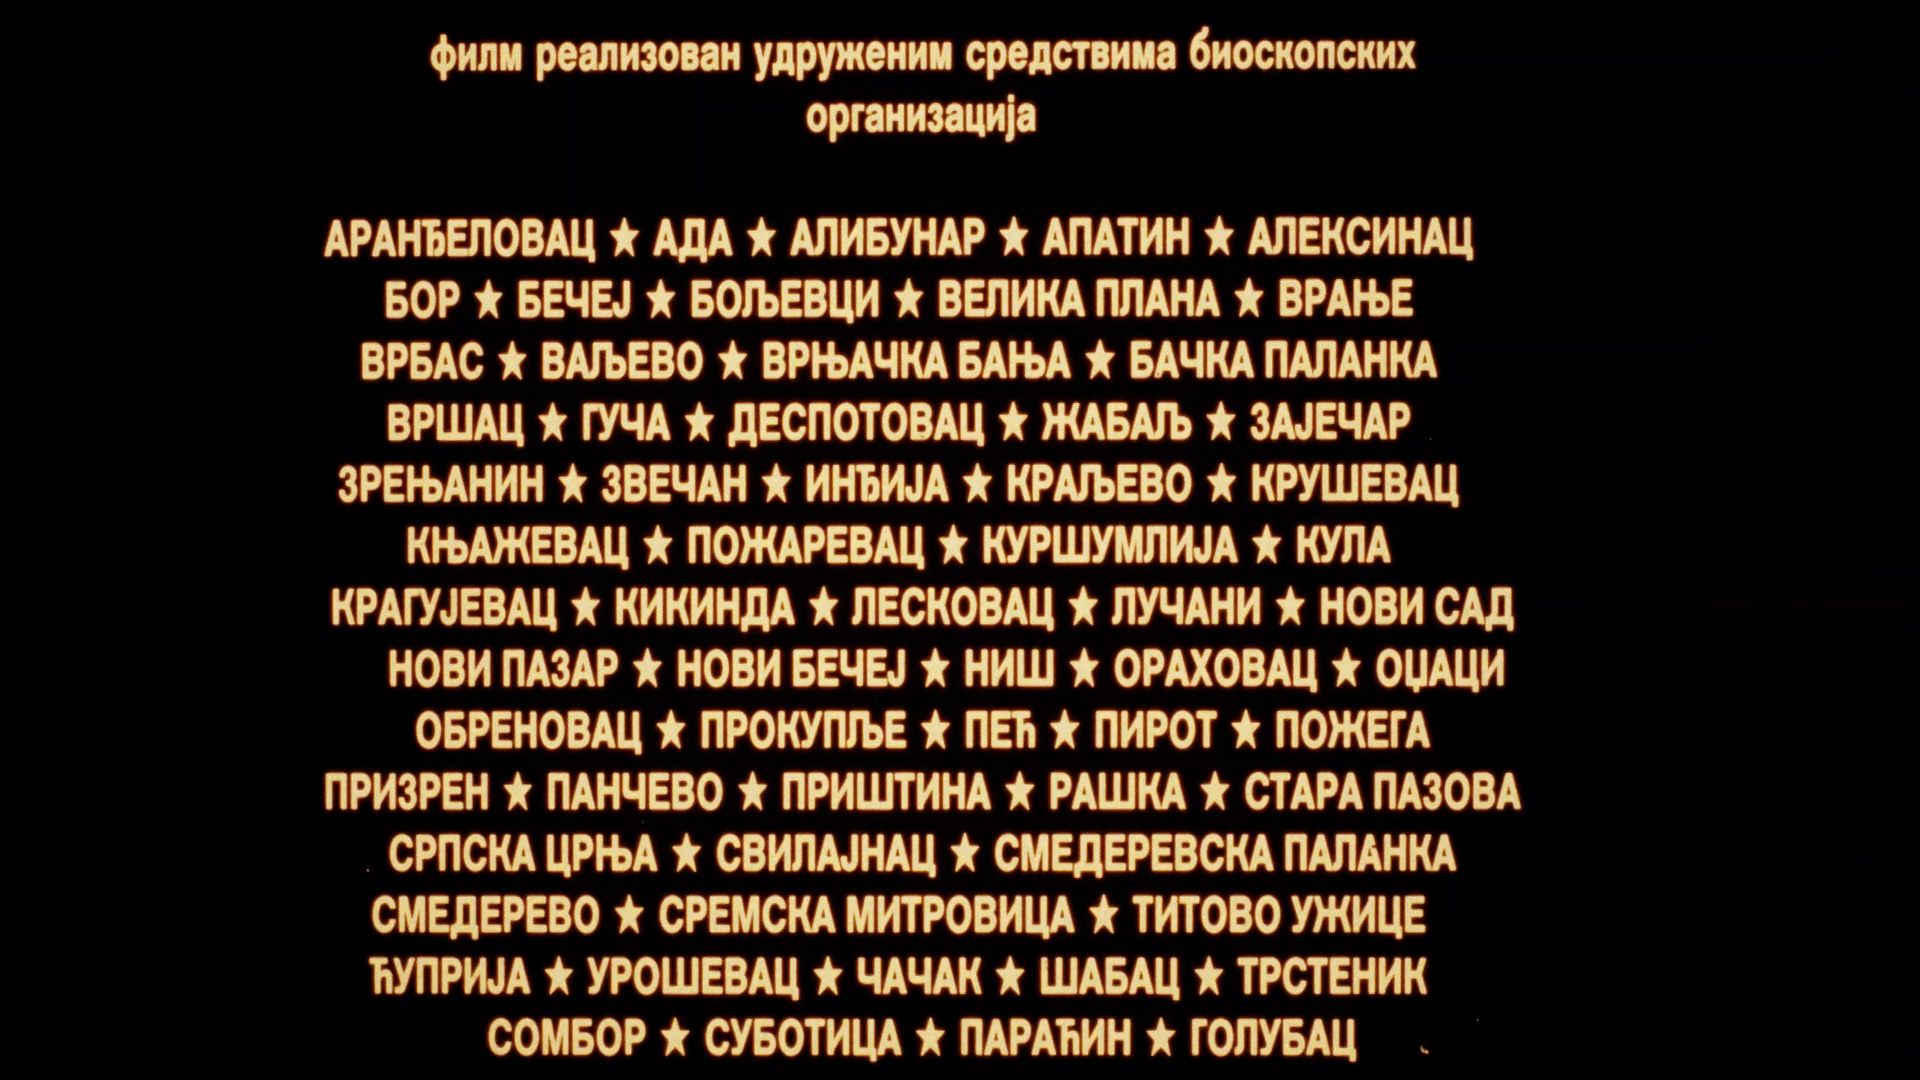 филм реализован удруженим средствима биоскопских
организација
АРАНЂЕЛОВАЦ ★ АДА ★ АЛИБУНАР ★ АПАТИН ★ АЛЕКСИНАЦ
БОР ★ БЕЧЕЈ ★ БОЉЕВЦИ ★ ВЕЛИКА ПЛАНА ★ ВРАЊЕ
ВРБАС ★ ВАЉЕВО ★ ВРЊАЧКА БАЊА ★ БАЧКА ПАЛАНКА
ВРШАЦ ★ ГУЧА ★ ДЕСПОТОВАЦ ★ ЖАБАЉ ★ ЗАЈЕЧАР
ЗРЕЊАНИН ★ ЗВЕЧАН ★ ИНЂИЈА ★ КРАЉЕВО ★ КРУШЕВАЦ
КЊАЖЕВАЦ ★ ПОЖАРЕВАЦ ★ КУРШУМЛИЈА ★ КУЛА
КРАГУЈЕВАЦ ★ КИКИНДА ★ ЛЕСКОВАЦ ★ ЛУЧАНИ ★ НОВИ САД
НОВИ ПАЗАР ★ НОВИ БЕЧЕЈ ★ НИШ ★ ОРАХОВАЦ ★ ОЏАЦИ
ОБРЕНОВАЦ ★ ПРОКУПЉЕ ★ ПЕЋ ★ ПИРОТ ★ ПОЖЕГА
ПРИЗРЕН ★ ПАНЧЕВО ★ ПРИШТИНА ★ РАШКА ★ СТАРА ПАЗОВА
СРПСКА ЦРЊА ★ СВИЛАЈНАЦ ★ СМЕДЕРЕВСКА ПАЛАНКА
СМЕДЕРЕВО ★ СРЕМСКА МИТРОВИЦА ★ ТИТОВО УЖИЦЕ
ЋУПРИЈА ★ УРОШЕВАЦ ★ ЧАЧАК ★ ШАБАЦ ★ ТРСТЕНИК
СОМБОР ★ СУБОТИЦА ★ ПАРАЋИН ★ ГОЛУБАЦ